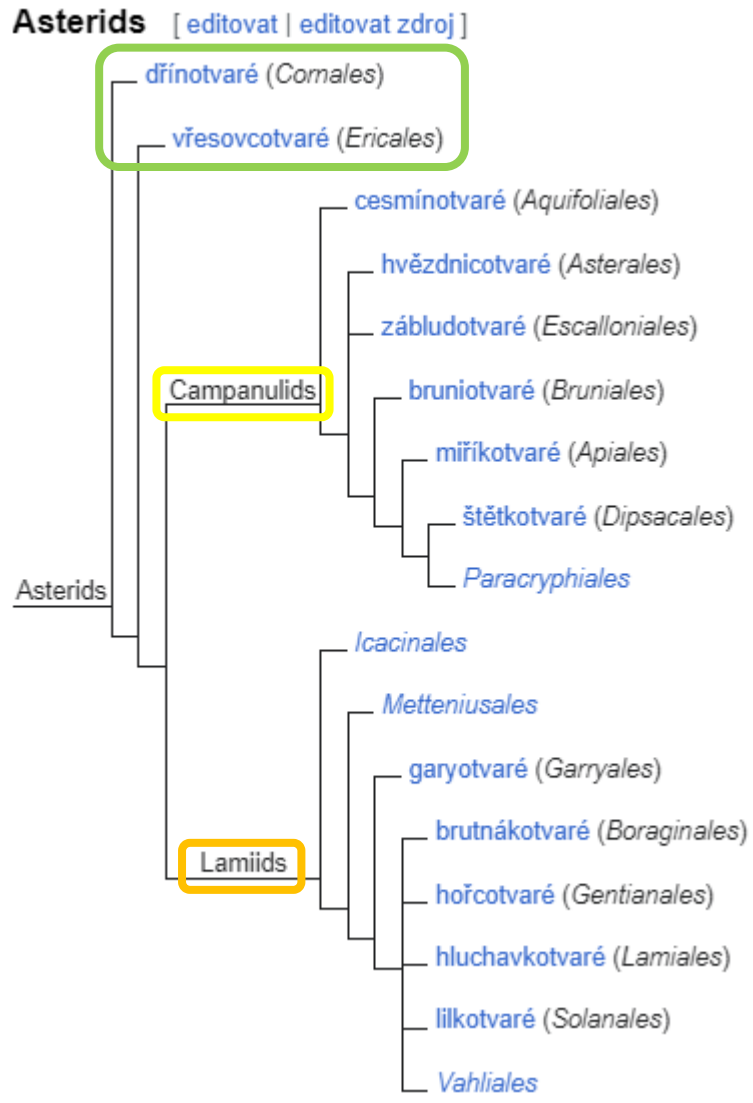 Asterids [ editovat | editovat zdroj ]
dřínotvaré (Cornales)
vřesovcotvaré (Ericales)
cesmínotvaré (Aquifoliales)
hvězdnicotvaré (Asterales)
zábludotvaré (Escalloniales)
Campanulids
bruniotvaré (Bruniales)
miříkotvaré (Apiales)
štětkotvaré (Dipsacales)
Paracryphiales
Asterids
Icacinales
Metteniusales
garyotvaré (Garryales)
brutnákotvaré (Boraginales)
Lamiids
hořcotvaré (Gentianales)
hluchavkotvaré (Lamiales)
lilkotvaré (Solanales)
Vahliales